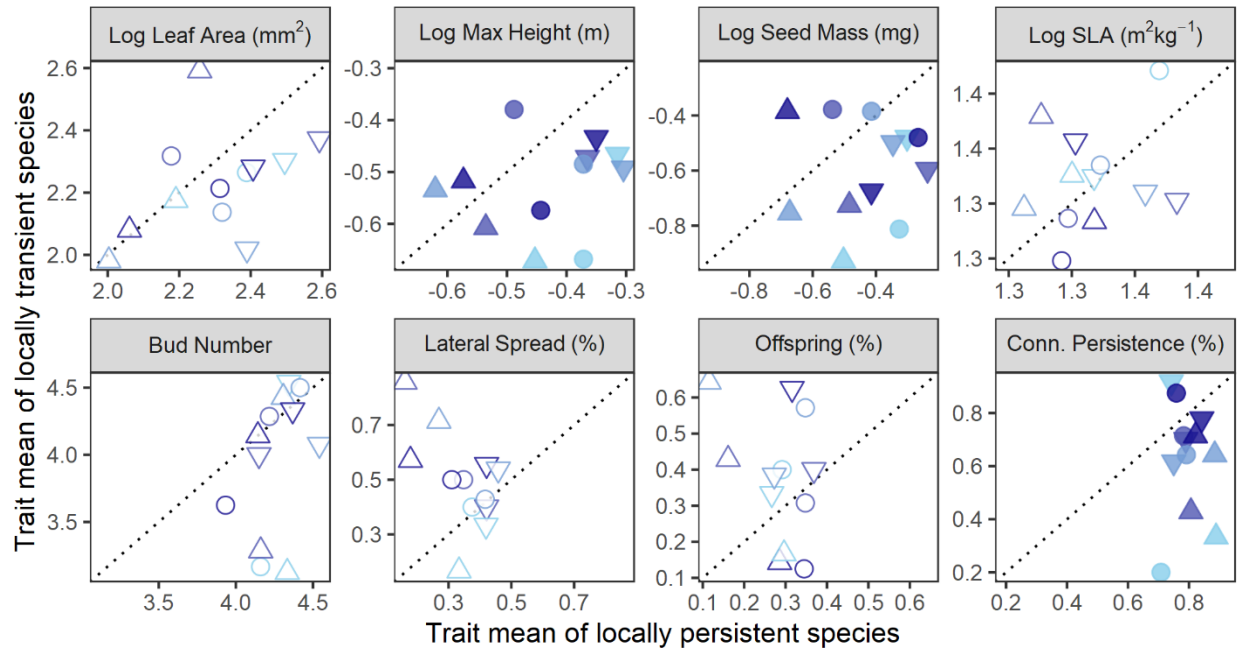 Log Leaf Area (mm²) Log Max Height (m) Log Seed Mass (mg) Log SLA (m²kg⁻¹)
2.6 -0.3
2.4 -0.4 -0.4 1.4
2.2 -0.5 -0.6 1.4
2.0 -0.6 -0.8 1.3
1.3
2.0 2.2 2.4 2.6 -0.6 -0.5 -0.4 -0.3 -0.8 -0.6 -0.4 1.3 1.3 1.4 1.4
Trait mean of locally transient species
Bud Number Lateral Spread (%) Offspring (%) Conn. Persistence (%)
4.5 0.7 0.6 0.8
4.0 0.5 0.5 0.6
3.5 0.3 0.4 0.4
0.3 0.2
0.2
0.1
3.5 4.0 4.5 0.3 0.5 0.7 0.1 0.2 0.3 0.4 0.5 0.6 0.2 0.4 0.6 0.8
Trait mean of locally persistent species